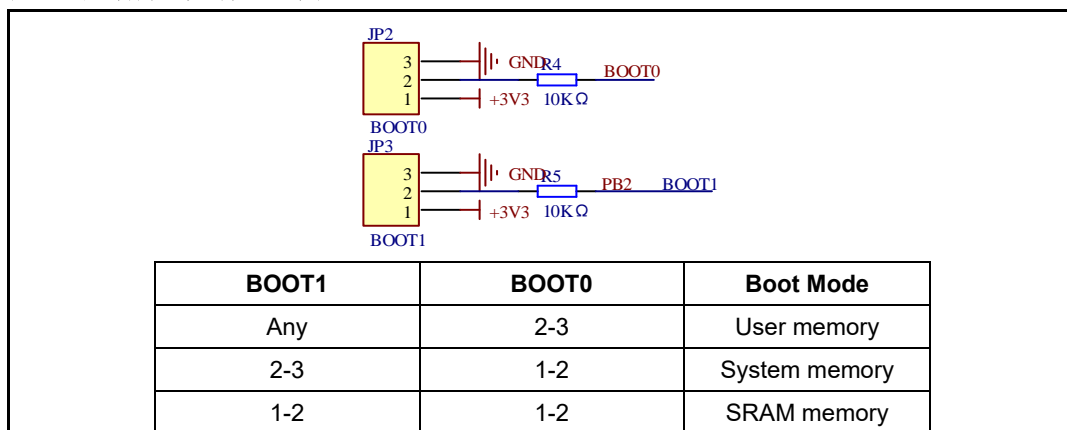 JP2
3 GND R4 BOOT0
2
1 +3V3 10KΩ
BOOT0
JP3
3 GND R5 PB2 BOOT1
2
1 +3V3 10KΩ
BOOT1
BOOT1 BOOT0 Boot Mode
Any 2-3 User memory
2-3 1-2 System memory
1-2 1-2 SRAM memory